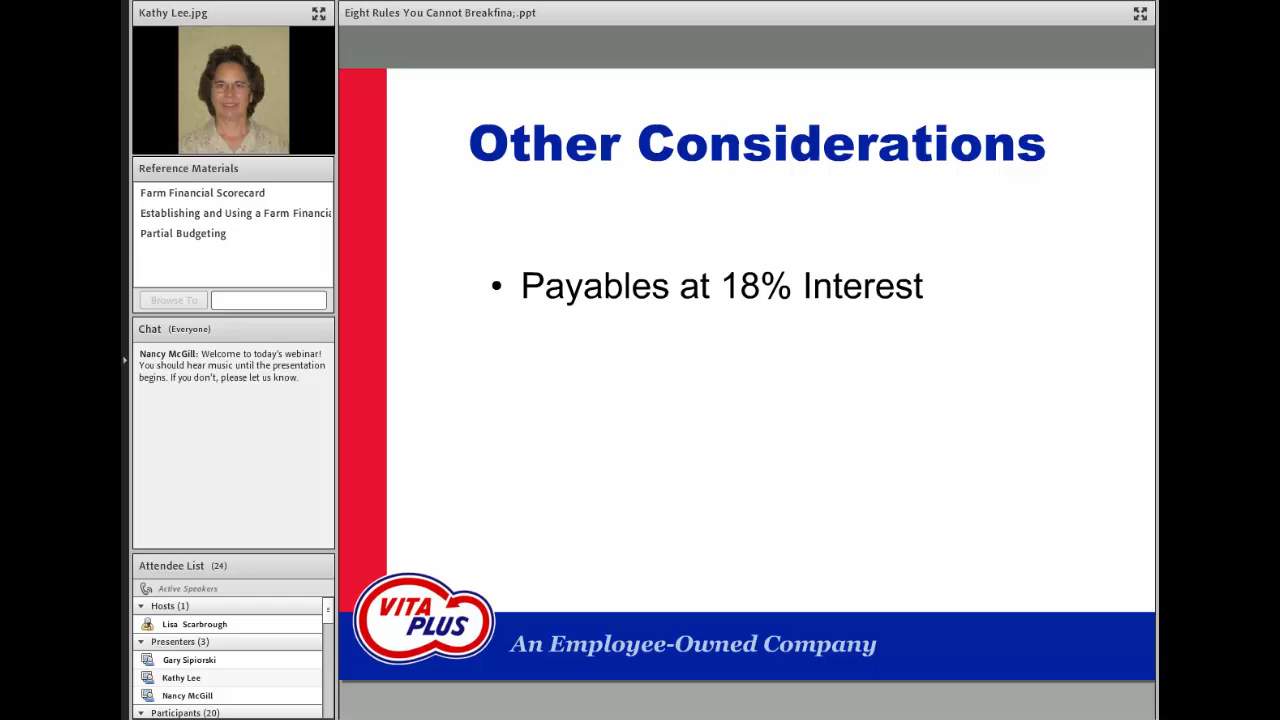 Kathy Lee.jpg
Reference Materials
Farm Financial Scorecard
Establishing and Using a Farm Financia
Partial Budgeting
Browse To
Chat (Everyone)
Nancy McGill: Welcome to today's webinar!
You should hear music until the presentation
begins. If you don't, please let us know.
Attendee List (24)
Active Speakers
Hosts (1)
Lisa Scarbrough
Presenters (3)
Gary Sipiorski
Kathy Lee
Nancy McGill
Participants (20)
Eight Rules You Cannot Breakfina;.ppt
Other Considerations
• Payables at 18% Interest
VITA
PLUS
An Employee-Owned Company